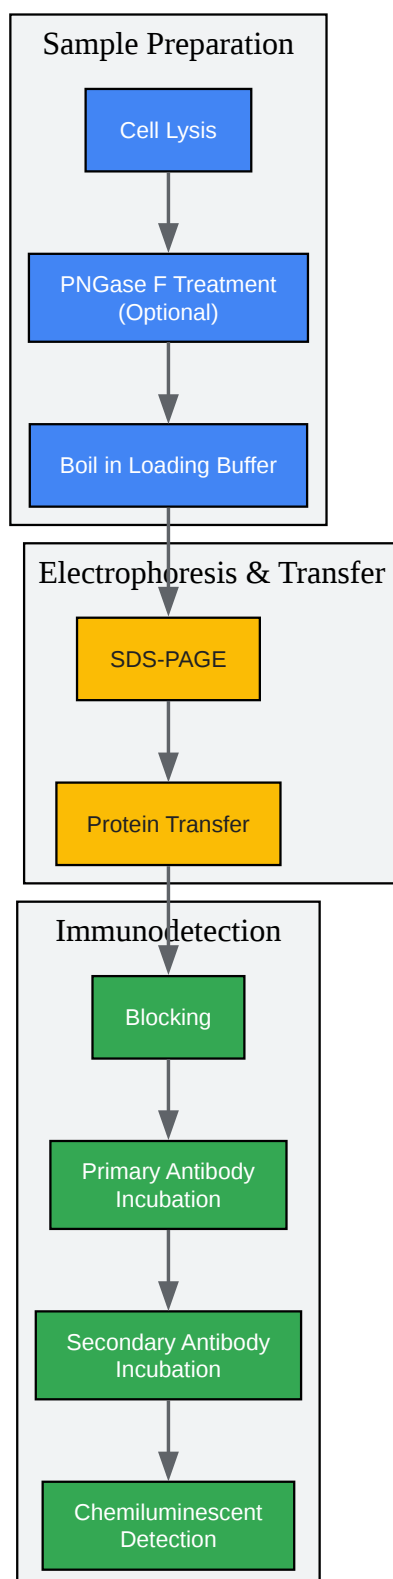 Sample Preparation
Cell Lysis
PNGase F Treatment
(Optional)
Boil in Loading Buffer
Electrophoresis & Transfer
SDS-PAGE
Protein Transfer
Immunodetection
Blocking
Primary Antibody
Incubation
Secondary Antibody
Incubation
Chemiluminescent
Detection